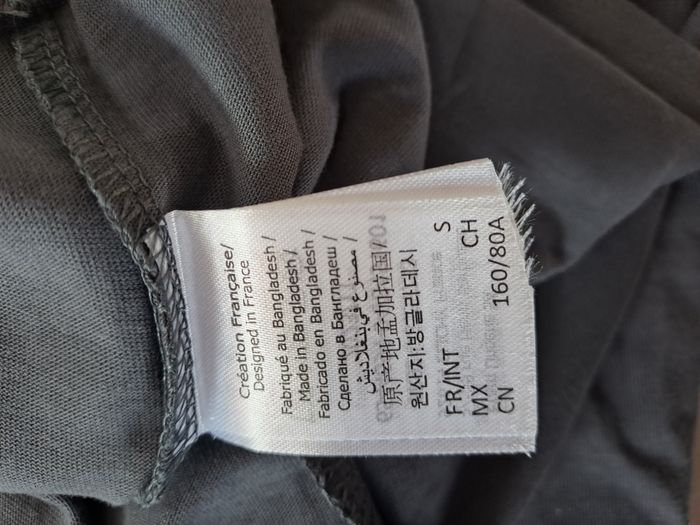 Création Française/
Designed in France
Fabriqué au Bangladesh /
Made in Bangladesh /
Fabricado en Bangladesh /
Сделано в Бангладеш /
مصنوع في بنغلاديش /
原产地孟加拉国/
원산지:방글라데시
FR/INT S
MX CH
CN 160/80A